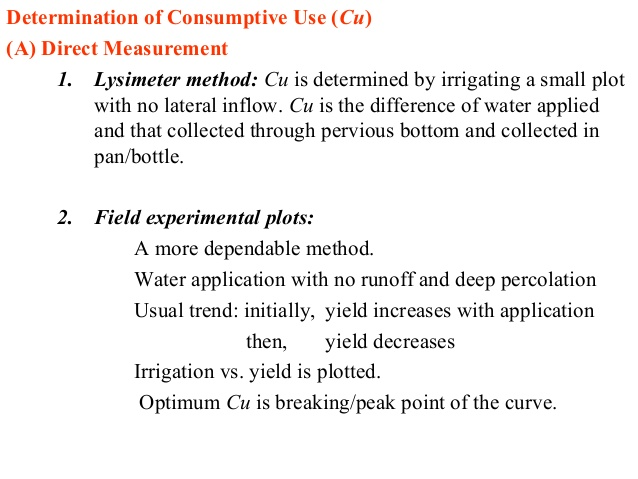 Determination of Consumptive Use (Cu)
(A) Direct Measurement
1. Lysimeter method: Cu is determined by irrigating a small plot
with no lateral inflow. Cu is the difference of water applied
and that collected through pervious bottom and collected in
pan/bottle.
2. Field experimental plots:
A more dependable method.
Water application with no runoff and deep percolation
Usual trend: initially, yield increases with application
then, yield decreases
Irrigation vs. yield is plotted.
Optimum Cu is breaking/peak point of the curve.